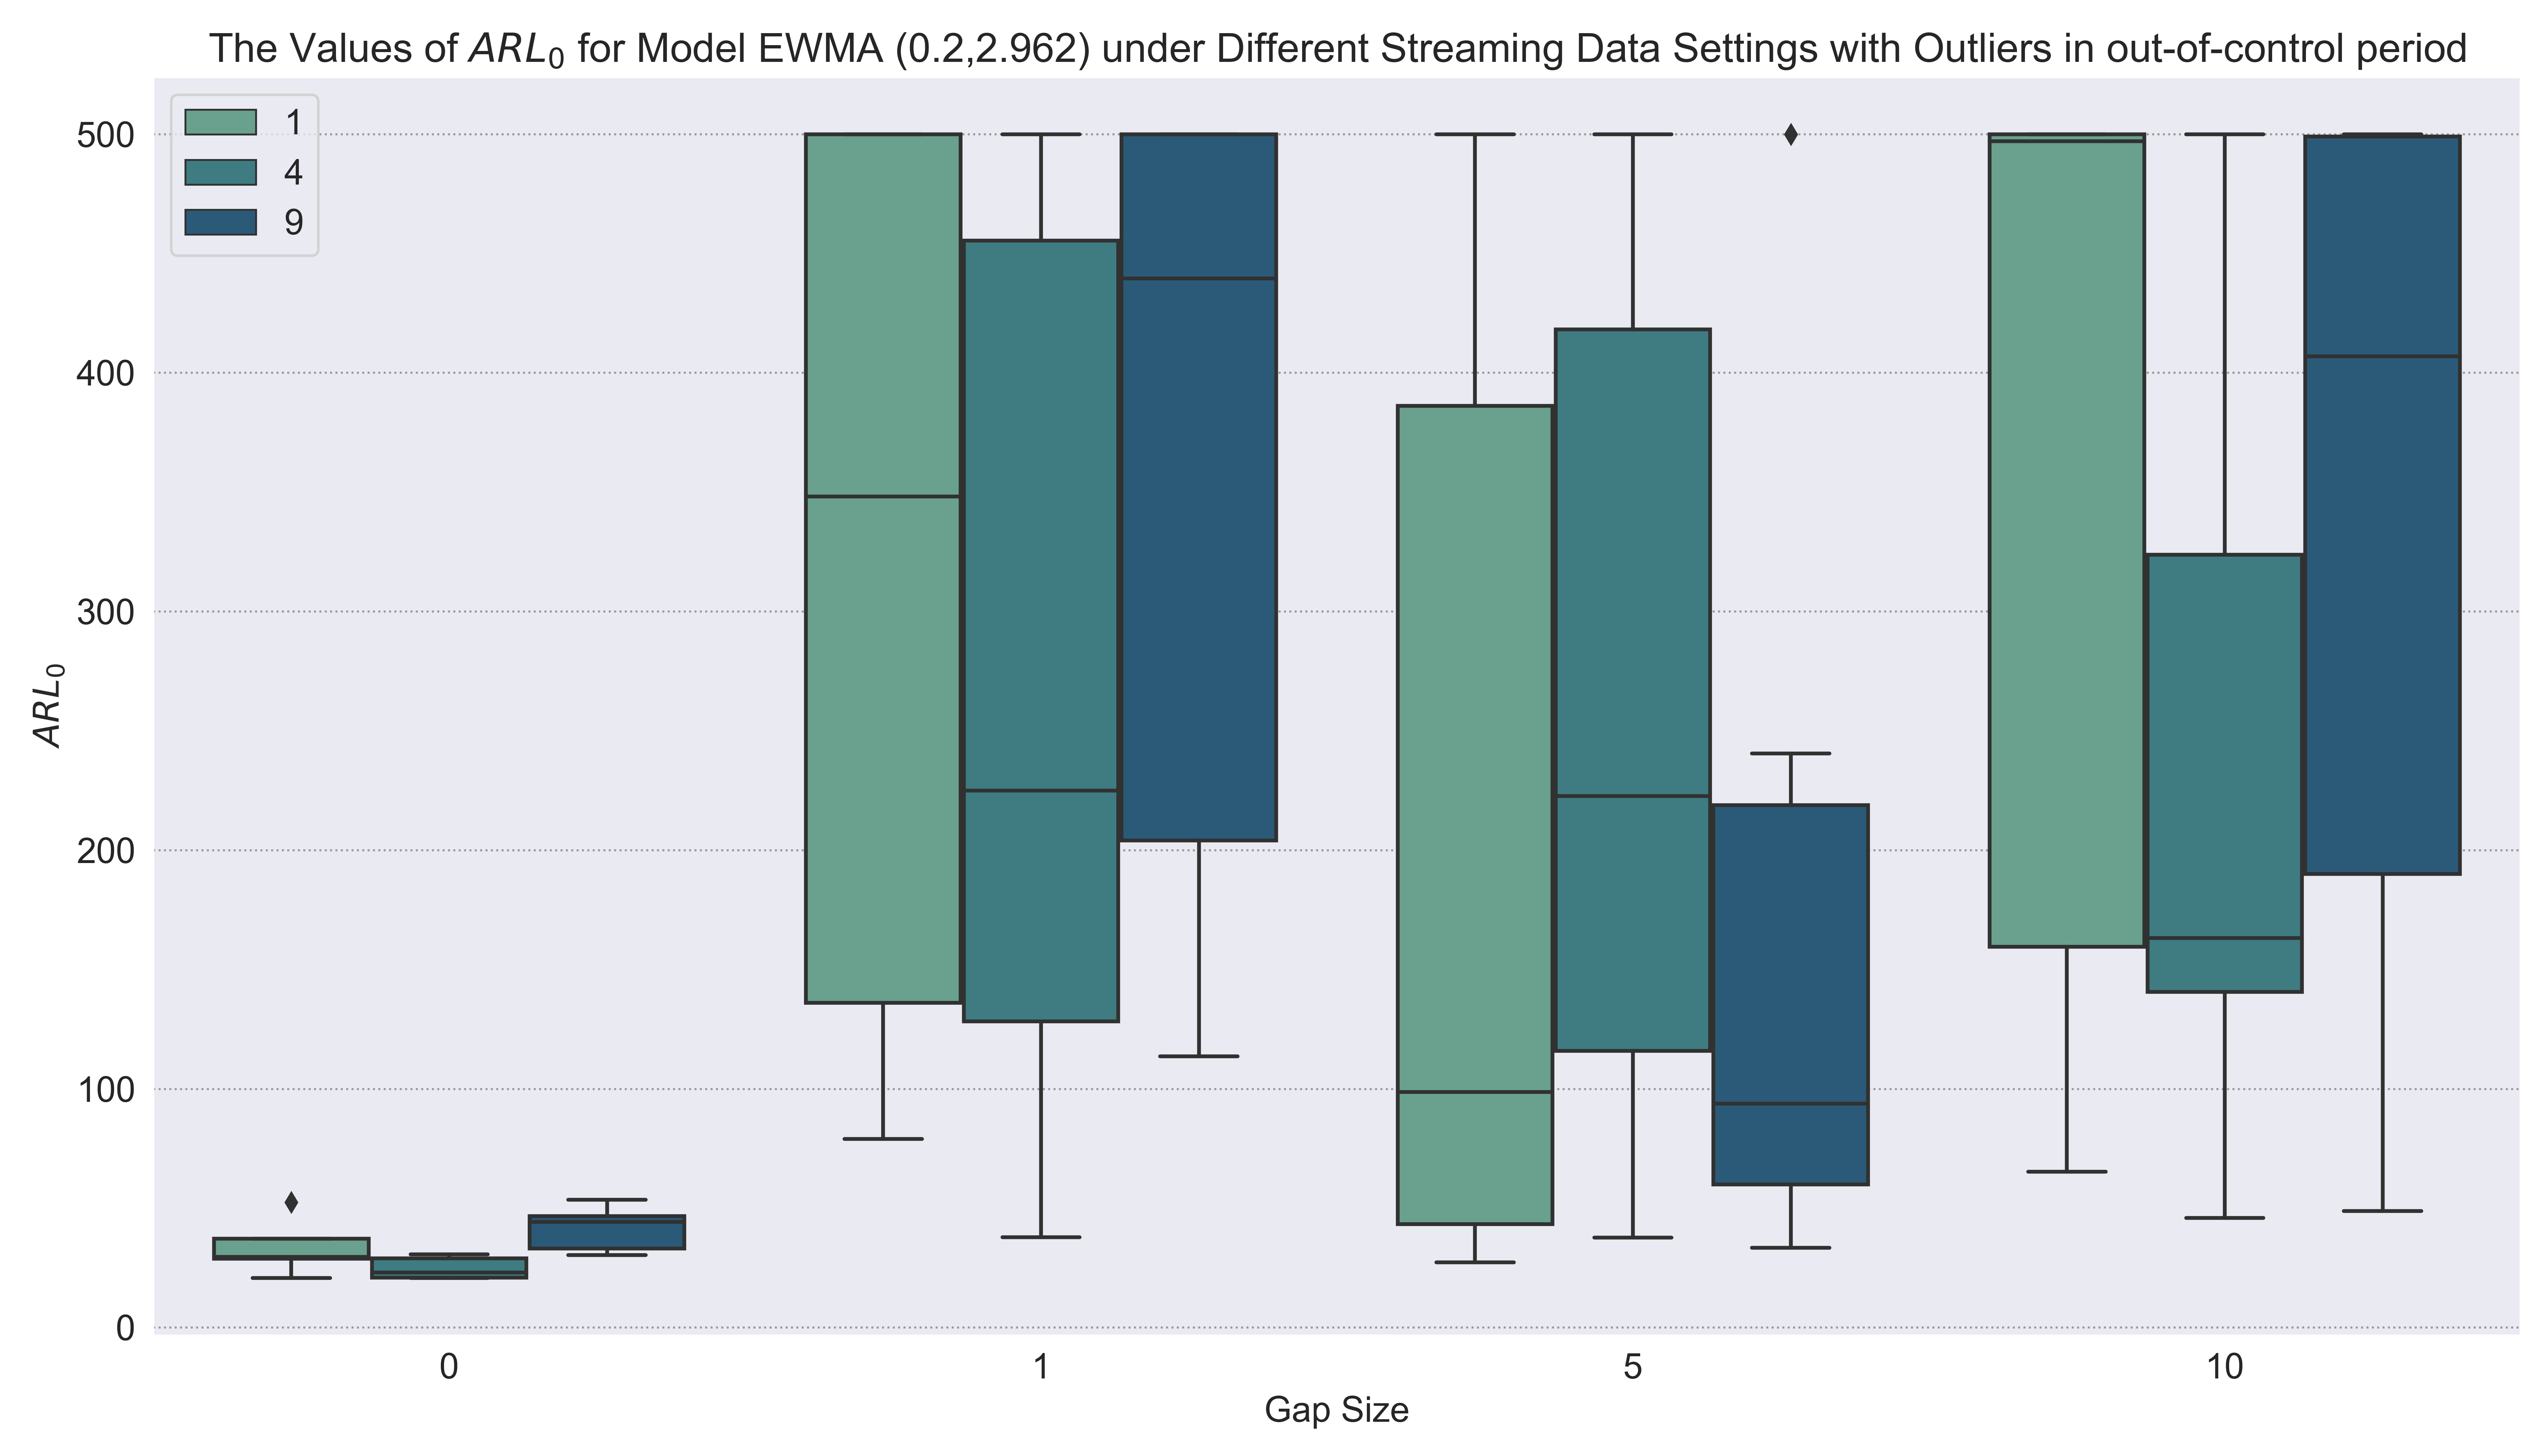 The Values of ARL₀ for Model EWMA (0.2,2.962) under Different Streaming Data Settings with Outliers in out-of-control period
1
4
9
500
400
300
200
100
0
ARL₀
0 1 5 10
Gap Size